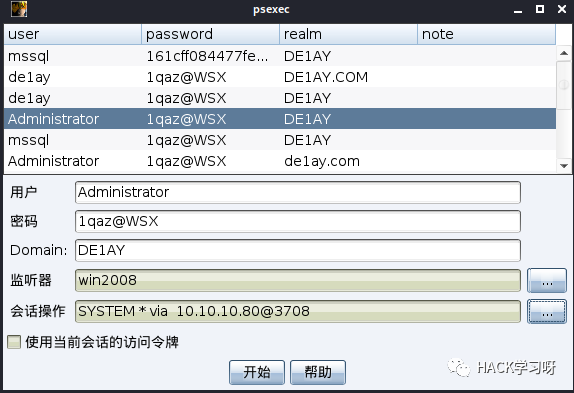 psexec
user password realm note
mssql 161cff084477fe... DE1AY
de1ay 1qaz@WSX DE1AY.COM
de1ay 1qaz@WSX DE1AY
Administrator 1qaz@WSX DE1AY
mssql 1qaz@WSX DE1AY
Administrator 1qaz@WSX de1ay.com
用户 Administrator
密码 1qaz@WSX
Domain: DE1AY
监听器 win2008 ...
会话操作 SYSTEM * via 10.10.10.80@3708 ...
使用当前会话的访问令牌
开始 帮助
HACK学习呀